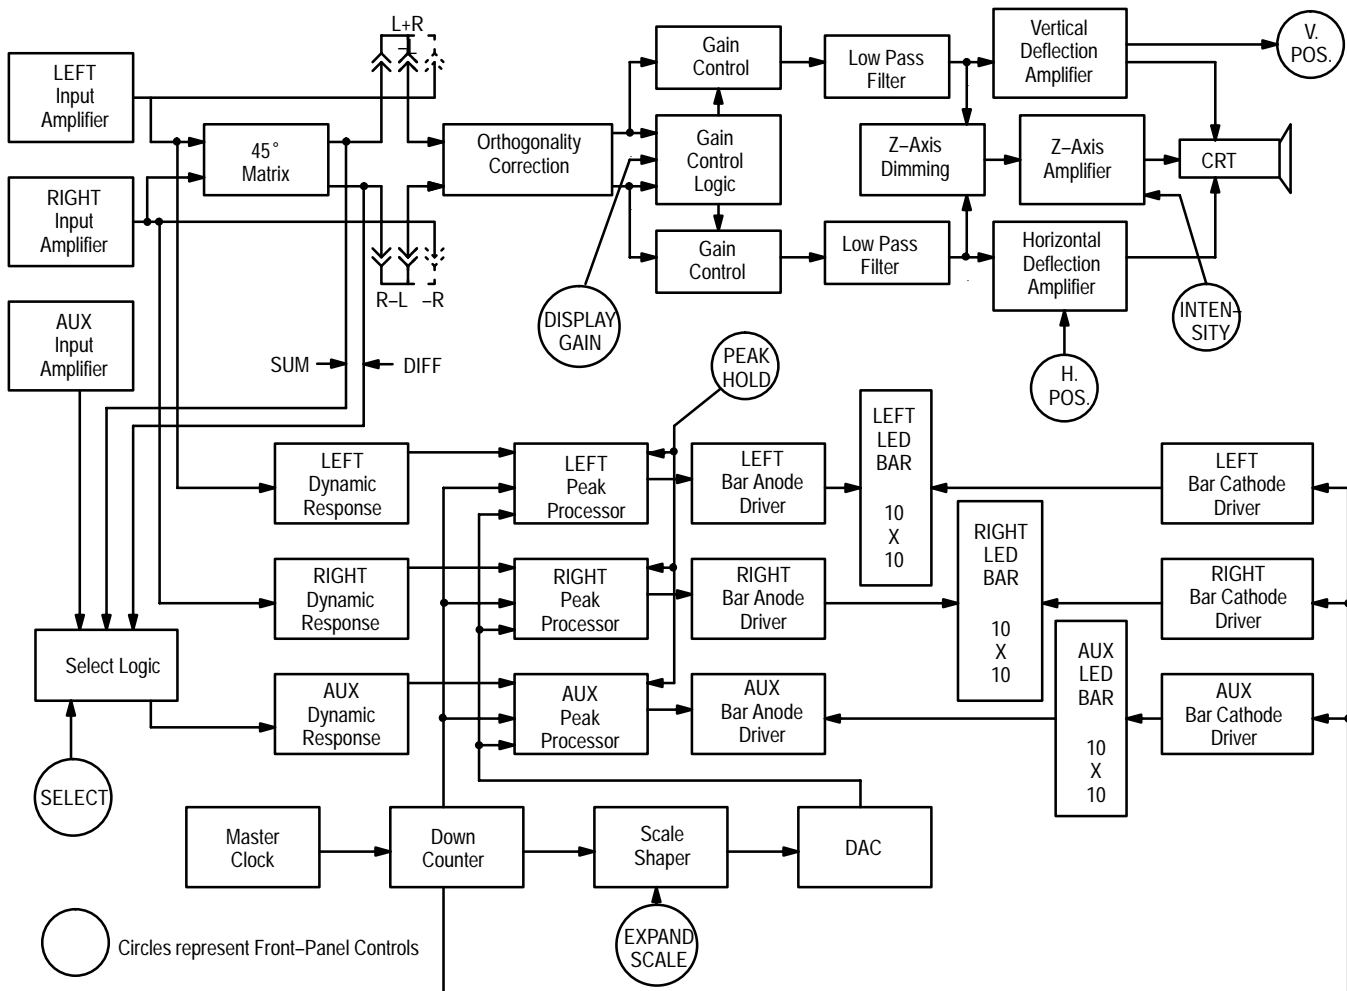 L+R
–L
LEFT
Input
Amplifier
45°
Matrix
Orthogonality
Correction
Gain
Control
Low Pass
Filter
Vertical
Deflection
Amplifier
V.
POS.
Gain
Control
Logic
Z–Axis
Dimming
Z–Axis
Amplifier
CRT
RIGHT
Input
Amplifier
Gain
Control
Low Pass
Filter
Horizontal
Deflection
Amplifier
R–L –R
DISPLAY
GAIN
INTEN–
SITY
AUX
Input
Amplifier
SUM
DIFF
PEAK
HOLD
H.
POS.
LEFT
Dynamic
Response
LEFT
Peak
Processor
LEFT
Bar Anode
Driver
LEFT
LED
BAR
10
X
10
LEFT
Bar Cathode
Driver
RIGHT
Dynamic
Response
RIGHT
Peak
Processor
RIGHT
Bar Anode
Driver
RIGHT
LED
BAR
10
X
10
RIGHT
Bar Cathode
Driver
Select Logic
AUX
Dynamic
Response
AUX
Peak
Processor
AUX
Bar Anode
Driver
AUX
LED
BAR
10
X
10
AUX
Bar Cathode
Driver
SELECT
Master
Clock
Down
Counter
Scale
Shaper
DAC
EXPAND
SCALE
Circles represent Front–Panel Controls